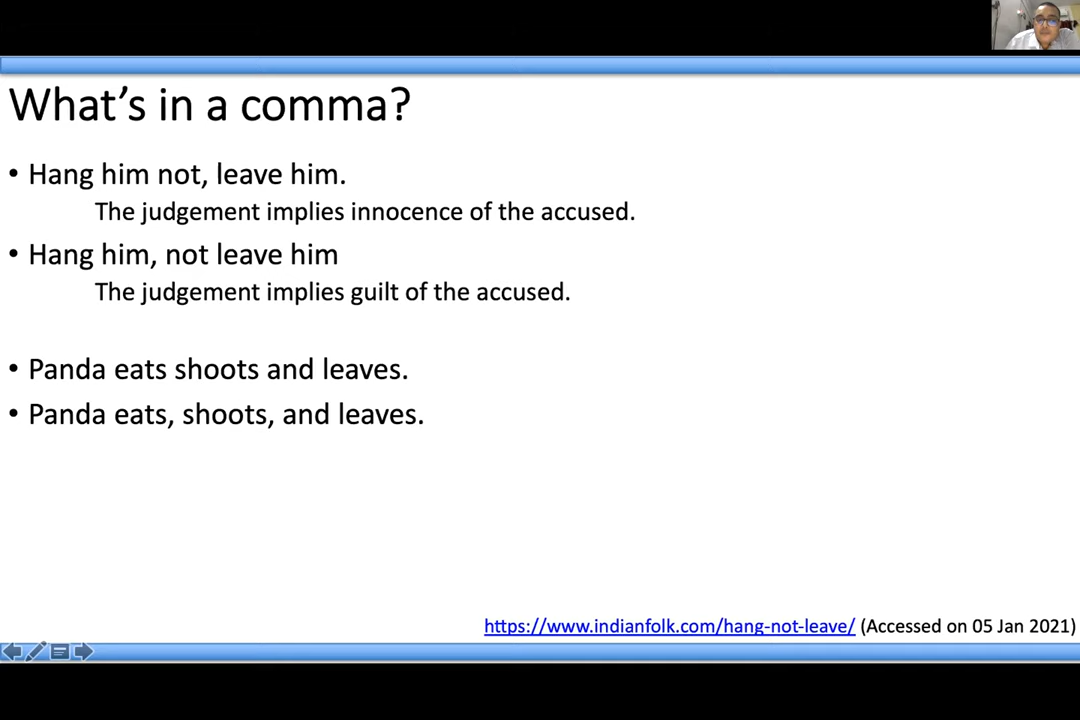 What’s in a comma?
• Hang him not, leave him.
The judgement implies innocence of the accused.
• Hang him, not leave him
The judgement implies guilt of the accused.
• Panda eats shoots and leaves.
• Panda eats, shoots, and leaves.
https://www.indianfolk.com/hang-not-leave/ (Accessed on 05 Jan 2021)